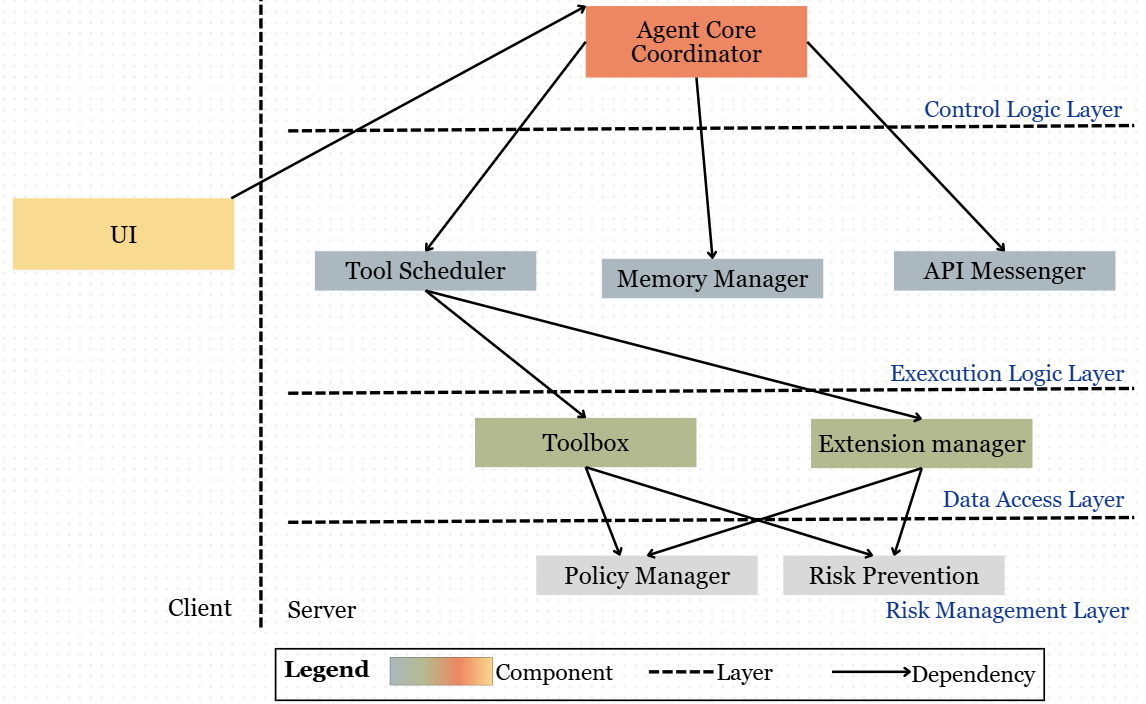 Agent Core
Coordinator
Control Logic Layer
UI
Tool Scheduler
Memory Manager
API Messenger
Exexcution Logic Layer
Toolbox
Extension manager
Data Access Layer
Policy Manager
Risk Prevention
Client
Server
Risk Management Layer
Legend
Component
Layer
Dependency